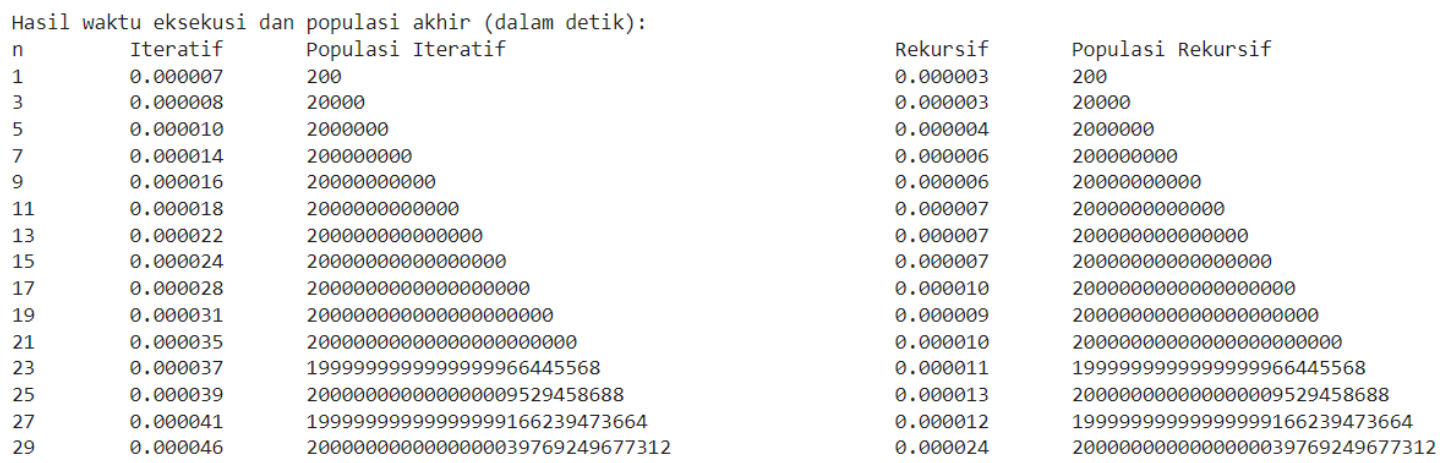 Hasil waktu eksekusi dan populasi akhir (dalam detik):
n Iteratif Populasi Iteratif Rekursif Populasi Rekursif
1 0.000007 200 0.000003 200
3 0.000008 20000 0.000003 20000
5 0.000010 2000000 0.000004 2000000
7 0.000014 200000000 0.000006 200000000
9 0.000016 20000000000 0.000006 20000000000
11 0.000018 2000000000000 0.000007 2000000000000
13 0.000022 200000000000000 0.000007 200000000000000
15 0.000024 20000000000000000 0.000007 20000000000000000
17 0.000028 2000000000000000000 0.000010 2000000000000000000
19 0.000031 200000000000000000000 0.000009 200000000000000000000
21 0.000035 20000000000000000000000 0.000010 20000000000000000000000
23 0.000037 1999999999999999966445568 0.000011 1999999999999999966445568
25 0.000039 200000000000000009529458688 0.000013 200000000000000009529458688
27 0.000041 19999999999999999166239473664 0.000012 19999999999999999166239473664
29 0.000046 2000000000000000039769249677312 0.000024 2000000000000000039769249677312